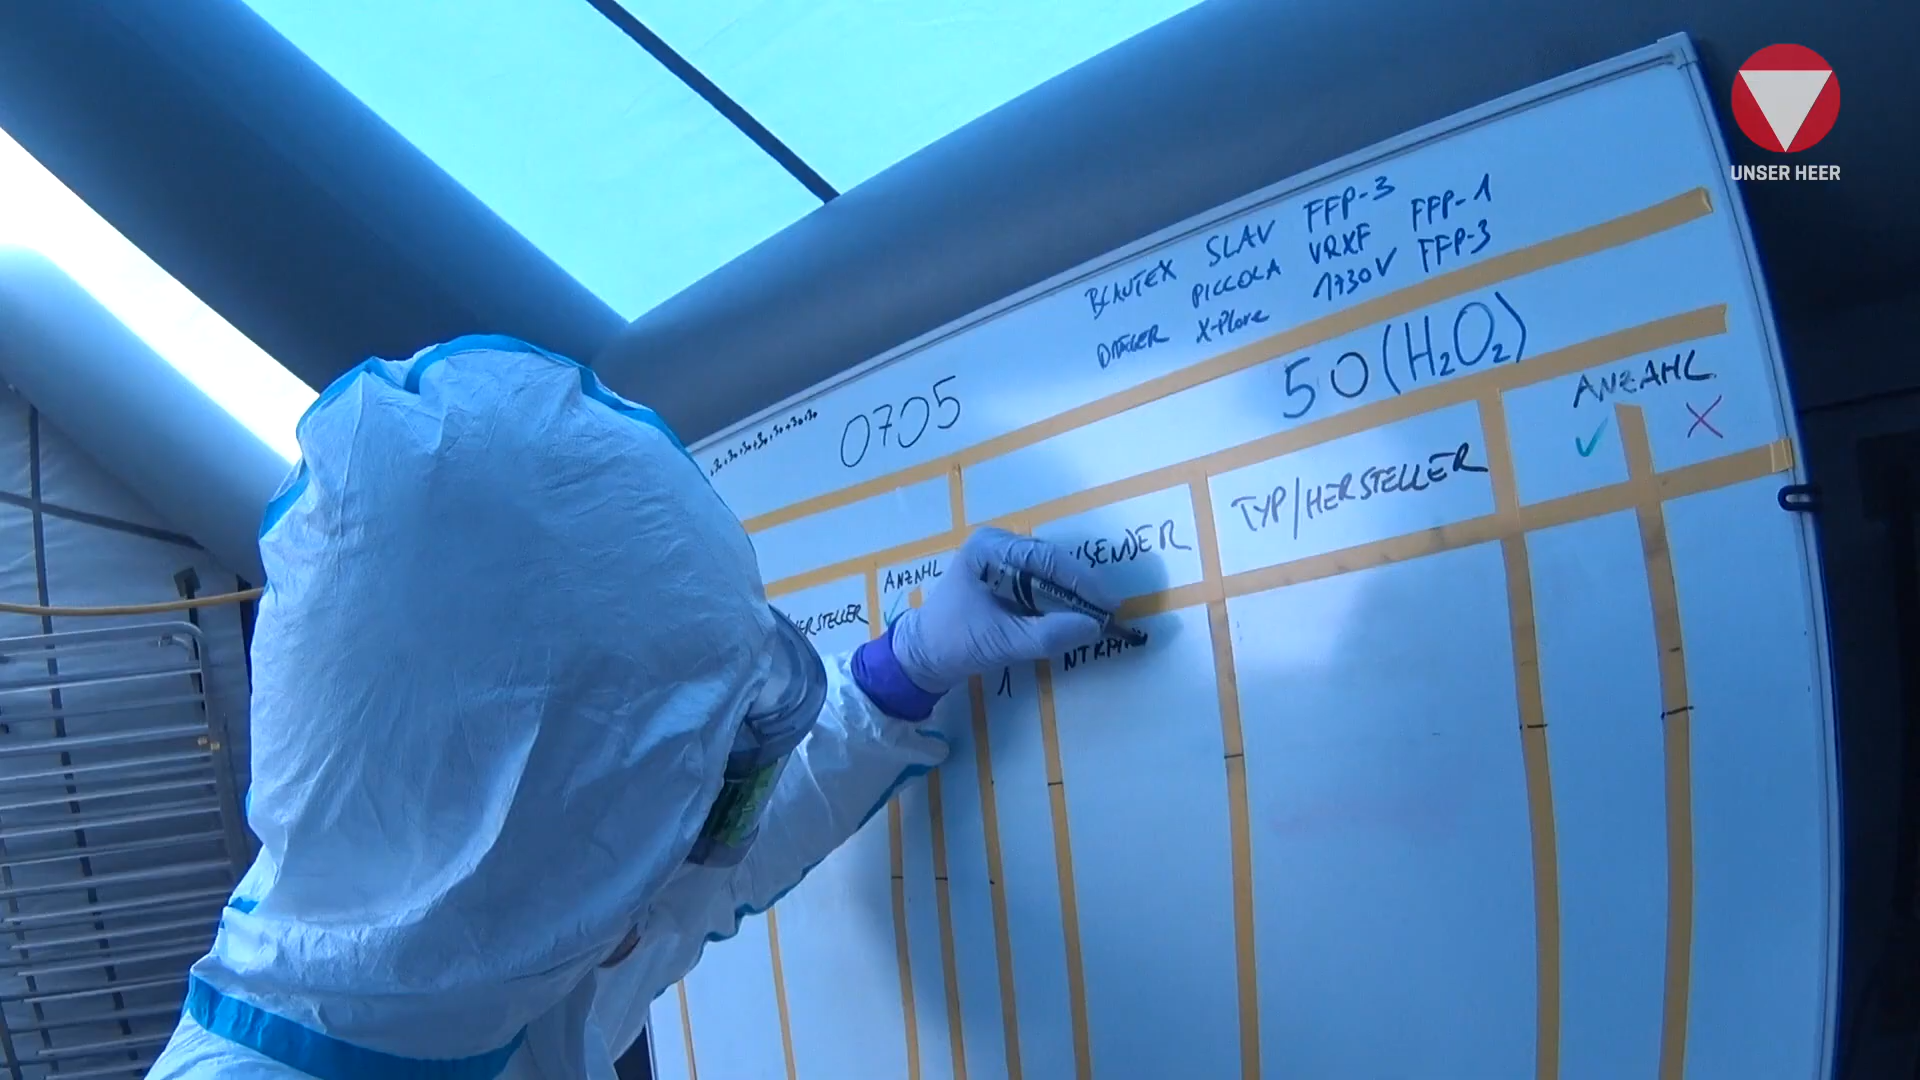 UNSER HEER
BLAUTEX SLAV FFP-3
PICCOLA VRXF FFP-1
DRÄGER X-Plore 1730V FFP-3
0705
50 (H₂O₂)
ANZAHL
✓ X
TYP/HERSTELLER
ANZAHL
✓
HERSTELLER
1